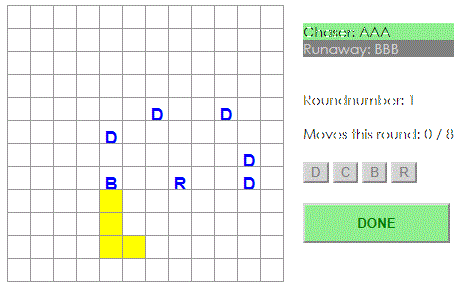 Chaser: AAA
Runaway: BBB
Roundnumber: 1
Moves this round: 0 / 8
D C B R
DONE
D D
D
D
B R D